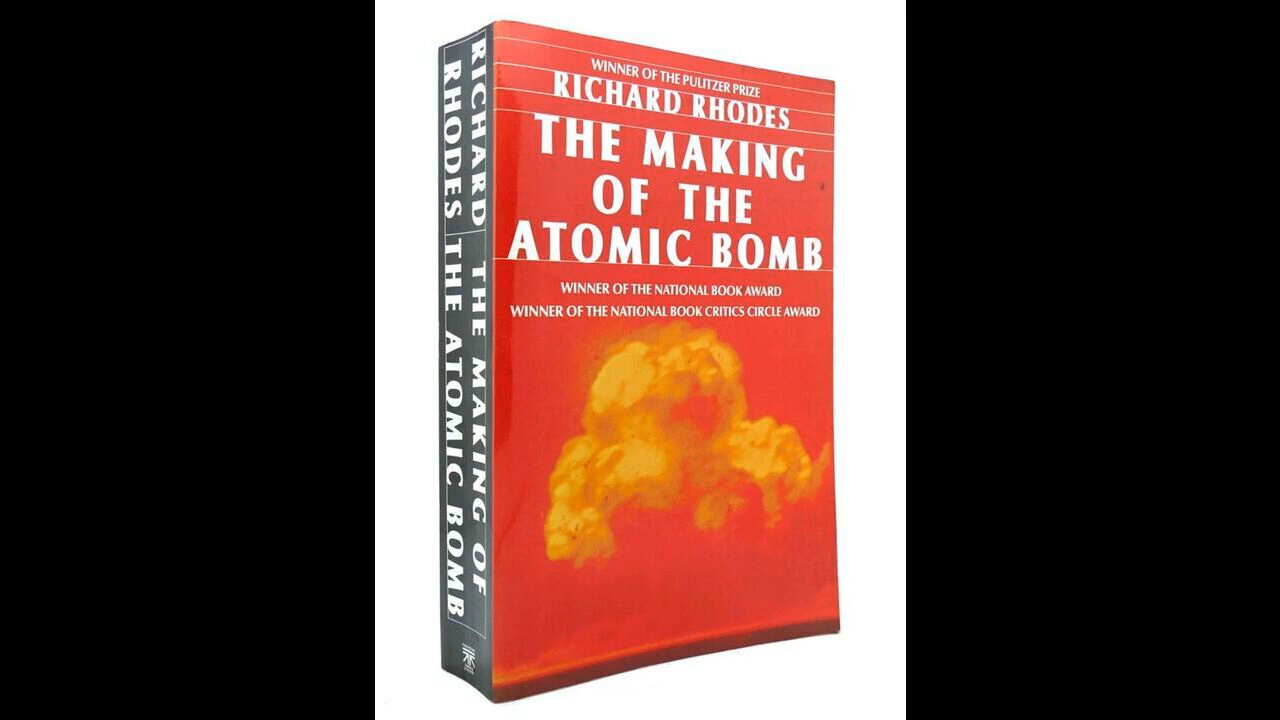 WINNER OF THE PULITZER PRIZE
RICHARD RHODES
THE MAKING
OF THE
ATOMIC BOMB
WINNER OF THE NATIONAL BOOK AWARD
WINNER OF THE NATIONAL BOOK CRITICS CIRCLE AWARD
RICHARD THE MAKING OF
RHODES THE ATOMIC BOMB